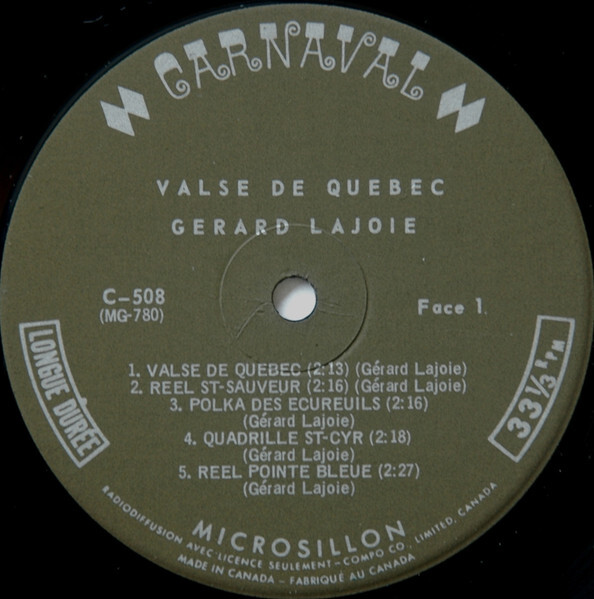 CARNAVAL
VALSE DE QUEBEC
GERARD LAJOIE
C-508
(MG-780)
Face 1.
LONGUE DURÉE
33 1/3 RPM
1. VALSE DE QUEBEC (2:13) (Gérard Lajoie)
2. REEL ST-SAUVEUR (2:16) (Gérard Lajoie)
3. POLKA DES ECUREUILS (2:16)
(Gérard Lajoie)
4. QUADRILLE ST-CYR (2:18)
(Gérard Lajoie)
5. REEL POINTE BLEUE (2:27)
(Gérard Lajoie)
MICROSILLON
RADIODIFFUSION AVEC LICENCE SEULEMENT-COMPO CO., LIMITED, CANADA
MADE IN CANADA - FABRIQUÉ AU CANADA